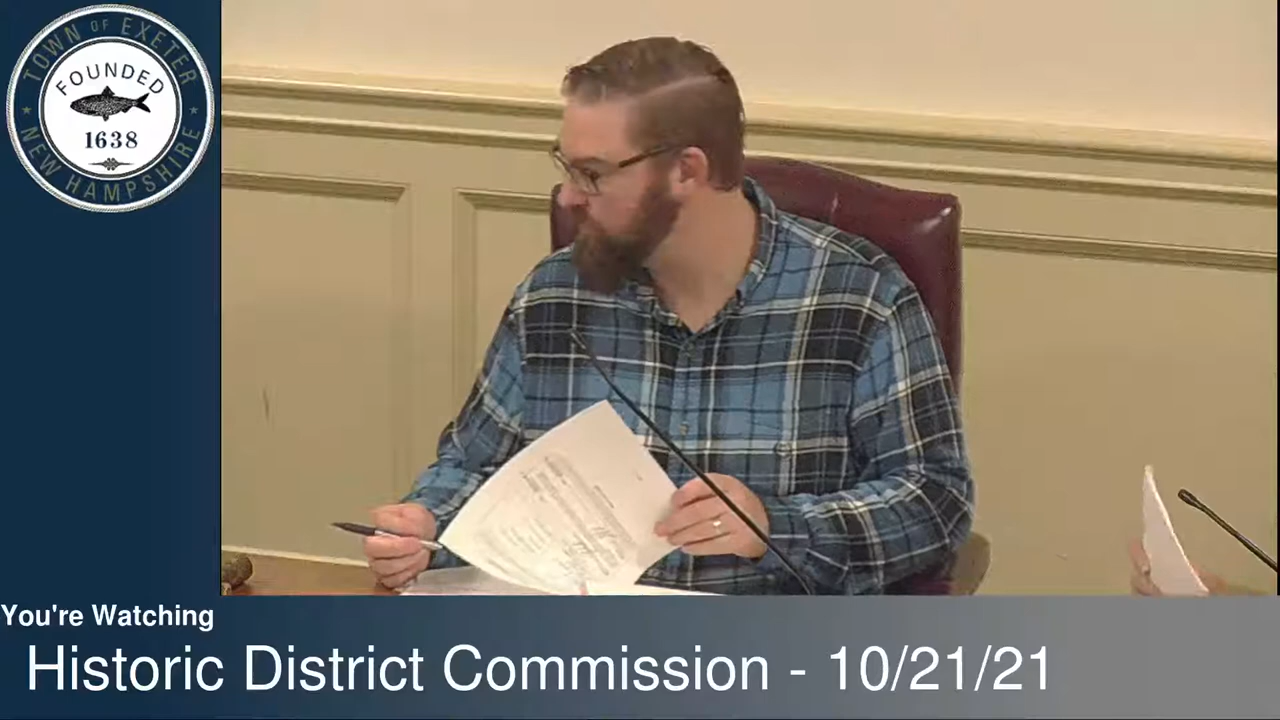 TOWN OF EXETER
FOUNDED
1638
NEW HAMPSHIRE
You're Watching
Historic District Commission - 10/21/21